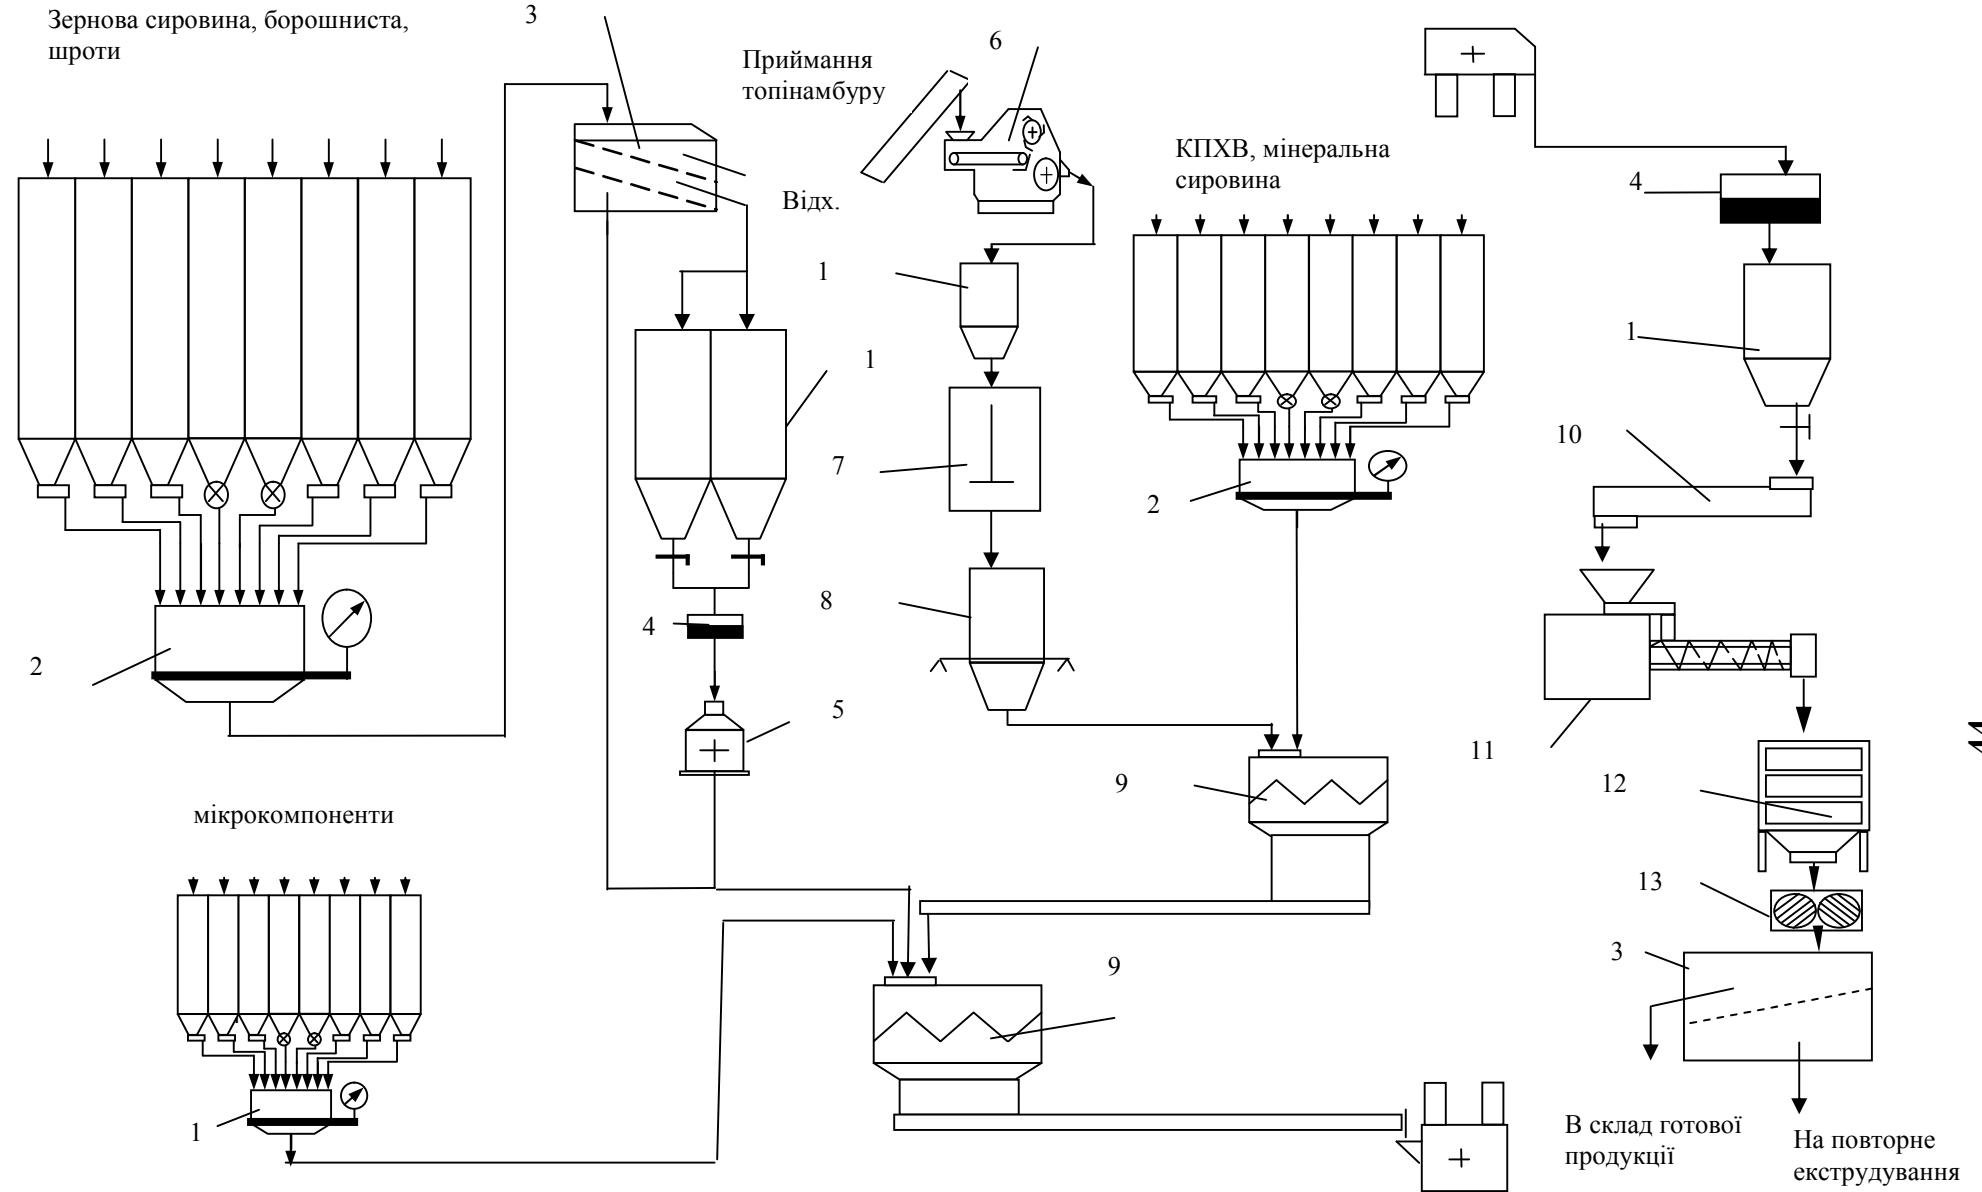 Зернова сировина, борошниста,
шроти
3
Приймання
топінамбуру
6
КПХВ, мінеральна
сировина
4
Відх.
1
1
1
10
7
2
8
4
2
5
11
9
12
мікрокомпоненти
13
3
9
1
В склад готової
продукції
На повторне
екструдування
44